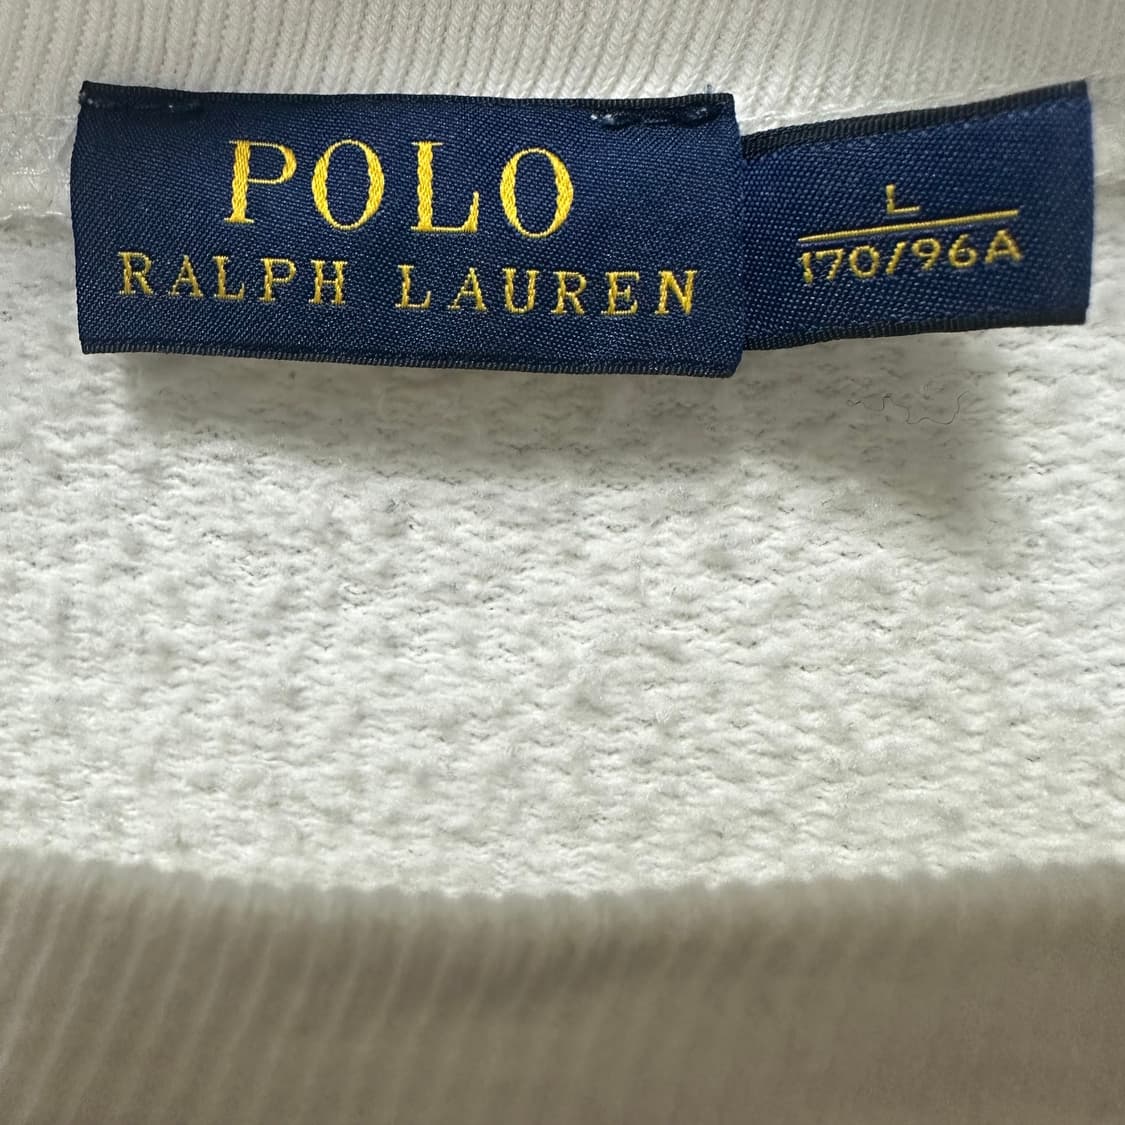 POLO
RALPH LAUREN
L
170/96A